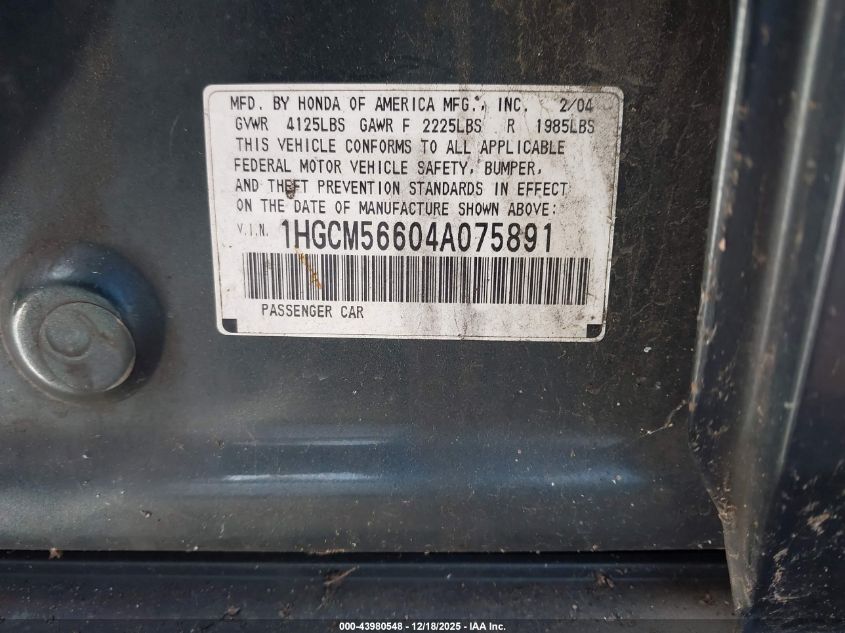 MFD. BY HONDA OF AMERICA MFG., INC. 2/04
GVWR 4125LBS GAWR F 2225LBS R 1985LBS
THIS VEHICLE CONFORMS TO ALL APPLICABLE
FEDERAL MOTOR VEHICLE SAFETY, BUMPER,
AND THEFT PREVENTION STANDARDS IN EFFECT
ON THE DATE OF MANUFACTURE SHOWN ABOVE:
V.I.N. 1HGCM56604A075891
PASSENGER CAR
000-43980548 | 12/18/2025 - IAA Inc.